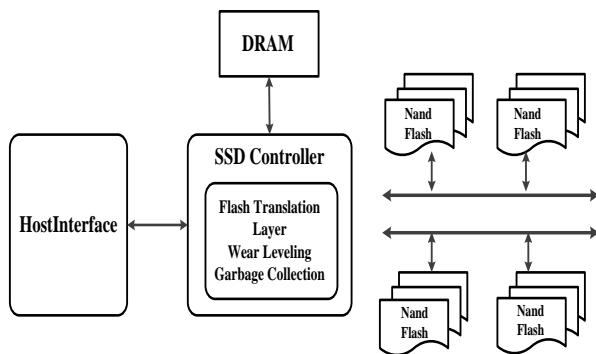 DRAM
SSD Controller
HostInterface
Flash Translation
Layer
Wear Leveling
Garbage Collection
Nand
Flash
Nand
Flash
Nand
Flash
Nand
Flash